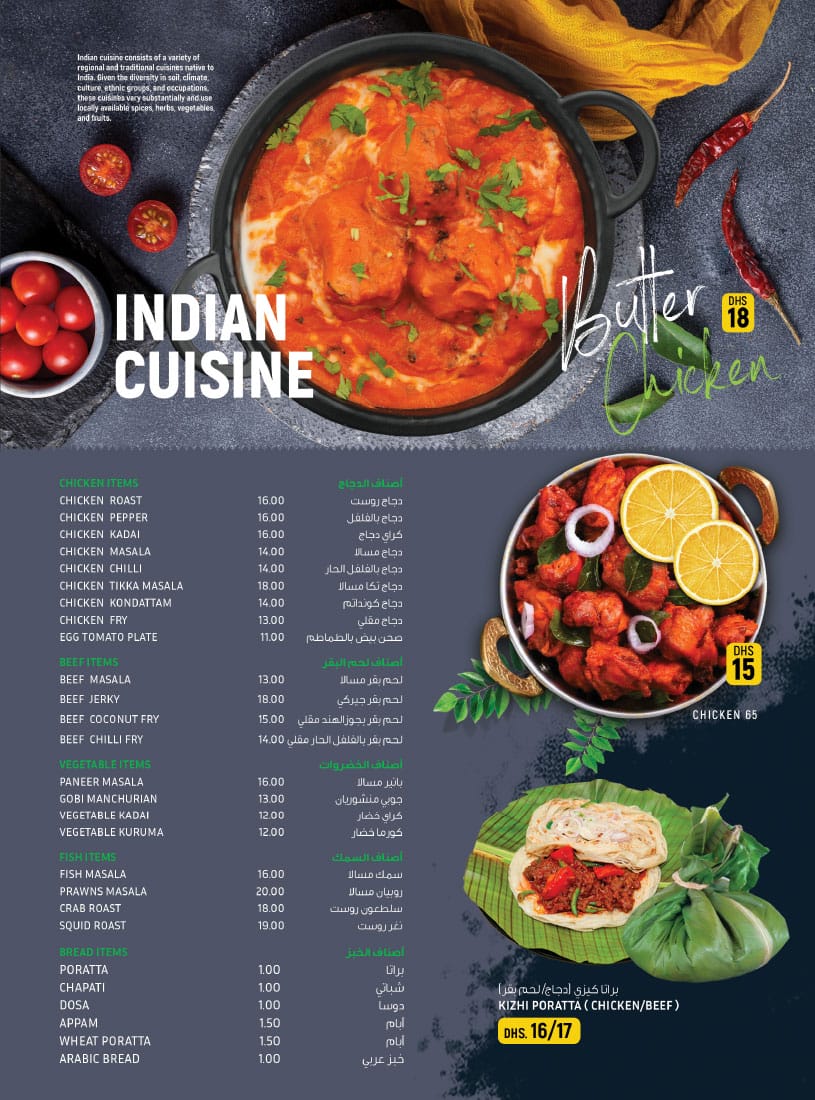 Indian cuisine consists of a variety of
regional and traditional cuisines native to
India. Given the diversity in soil, climate,
culture, ethnic groups, and occupations,
these cuisines vary substantially and use
locally available spices, herbs, vegetables,
and fruits.
INDIAN
CUISINE
Butter
Chicken
DHS
18
CHICKEN ITEMS أصناف الدجاج
CHICKEN ROAST 16.00 دجاج روست
CHICKEN PEPPER 16.00 دجاج بالفلفل
CHICKEN KADAI 16.00 كراي دجاج
CHICKEN MASALA 14.00 دجاج مسالا
CHICKEN CHILLI 14.00 دجاج بالفلفل الحار
CHICKEN TIKKA MASALA 18.00 دجاج تكا مسالا
CHICKEN KONDATTAM 14.00 دجاج كونداتم
CHICKEN FRY 13.00 دجاج مقلي
EGG TOMATO PLATE 11.00 صحن بيض بالطماطم
BEEF ITEMS أصناف لحم البقر
BEEF MASALA 13.00 لحم بقر مسالا
BEEF JERKY 18.00 لحم بقر جيركي
BEEF COCONUT FRY 15.00 لحم بقر بجوزالهند مقلي
BEEF CHILLI FRY 14.00 لحم بقر بالفلفل الحار مقلي
VEGETABLE ITEMS أصناف الخضروات
PANEER MASALA 16.00 بانير مسالا
GOBI MANCHURIAN 13.00 جوبي منشوريان
VEGETABLE KADAI 12.00 كراي خضار
VEGETABLE KURUMA 12.00 كورما خضار
FISH ITEMS أصناف السمك
FISH MASALA 16.00 سمك مسالا
PRAWNS MASALA 20.00 روبيان مسالا
CRAB ROAST 18.00 سلطعون روست
SQUID ROAST 19.00 نغر روست
BREAD ITEMS أصناف الخبز
PORATTA 1.00 براتا
CHAPATI 1.00 شباتي
DOSA 1.00 دوسا
APPAM 1.50 أبام
WHEAT PORATTA 1.50 أبام
ARABIC BREAD 1.00 خبز عربي
DHS
15
CHICKEN 65
براتا كيزي (دجاج/لحم بقر)
KIZHI PORATTA ( CHICKEN/BEEF )
DHS. 16/17